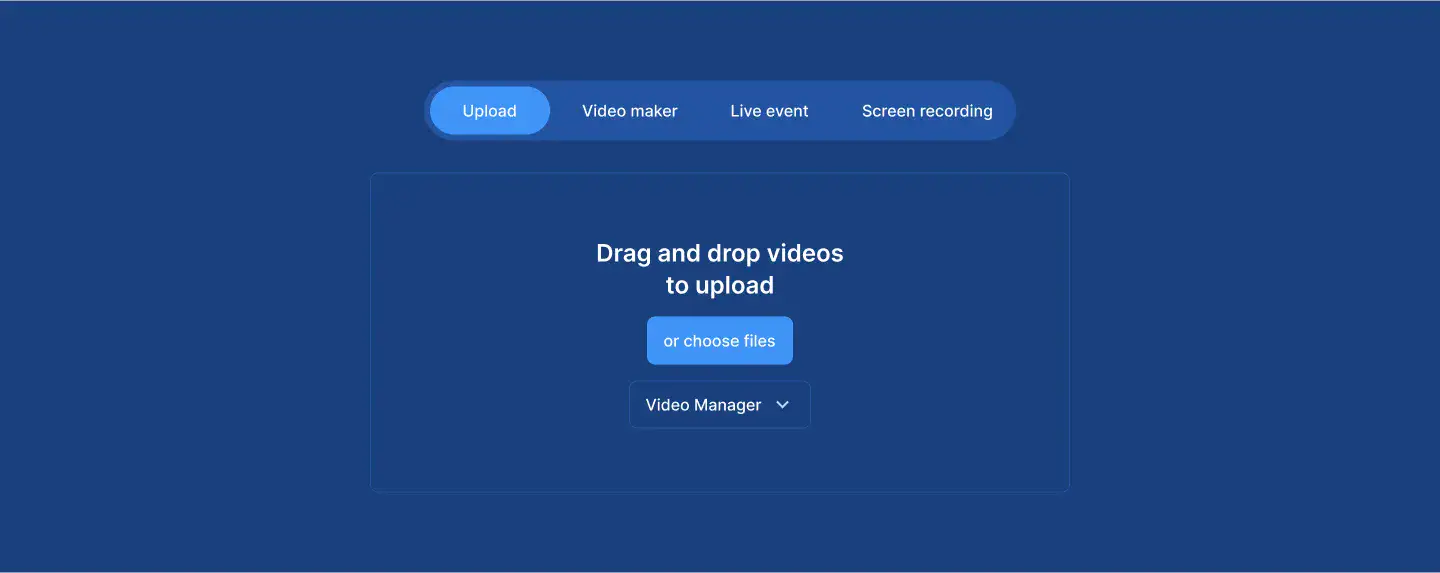 Upload Video maker Live event Screen recording
Drag and drop videos
to upload
or choose files
Video Manager